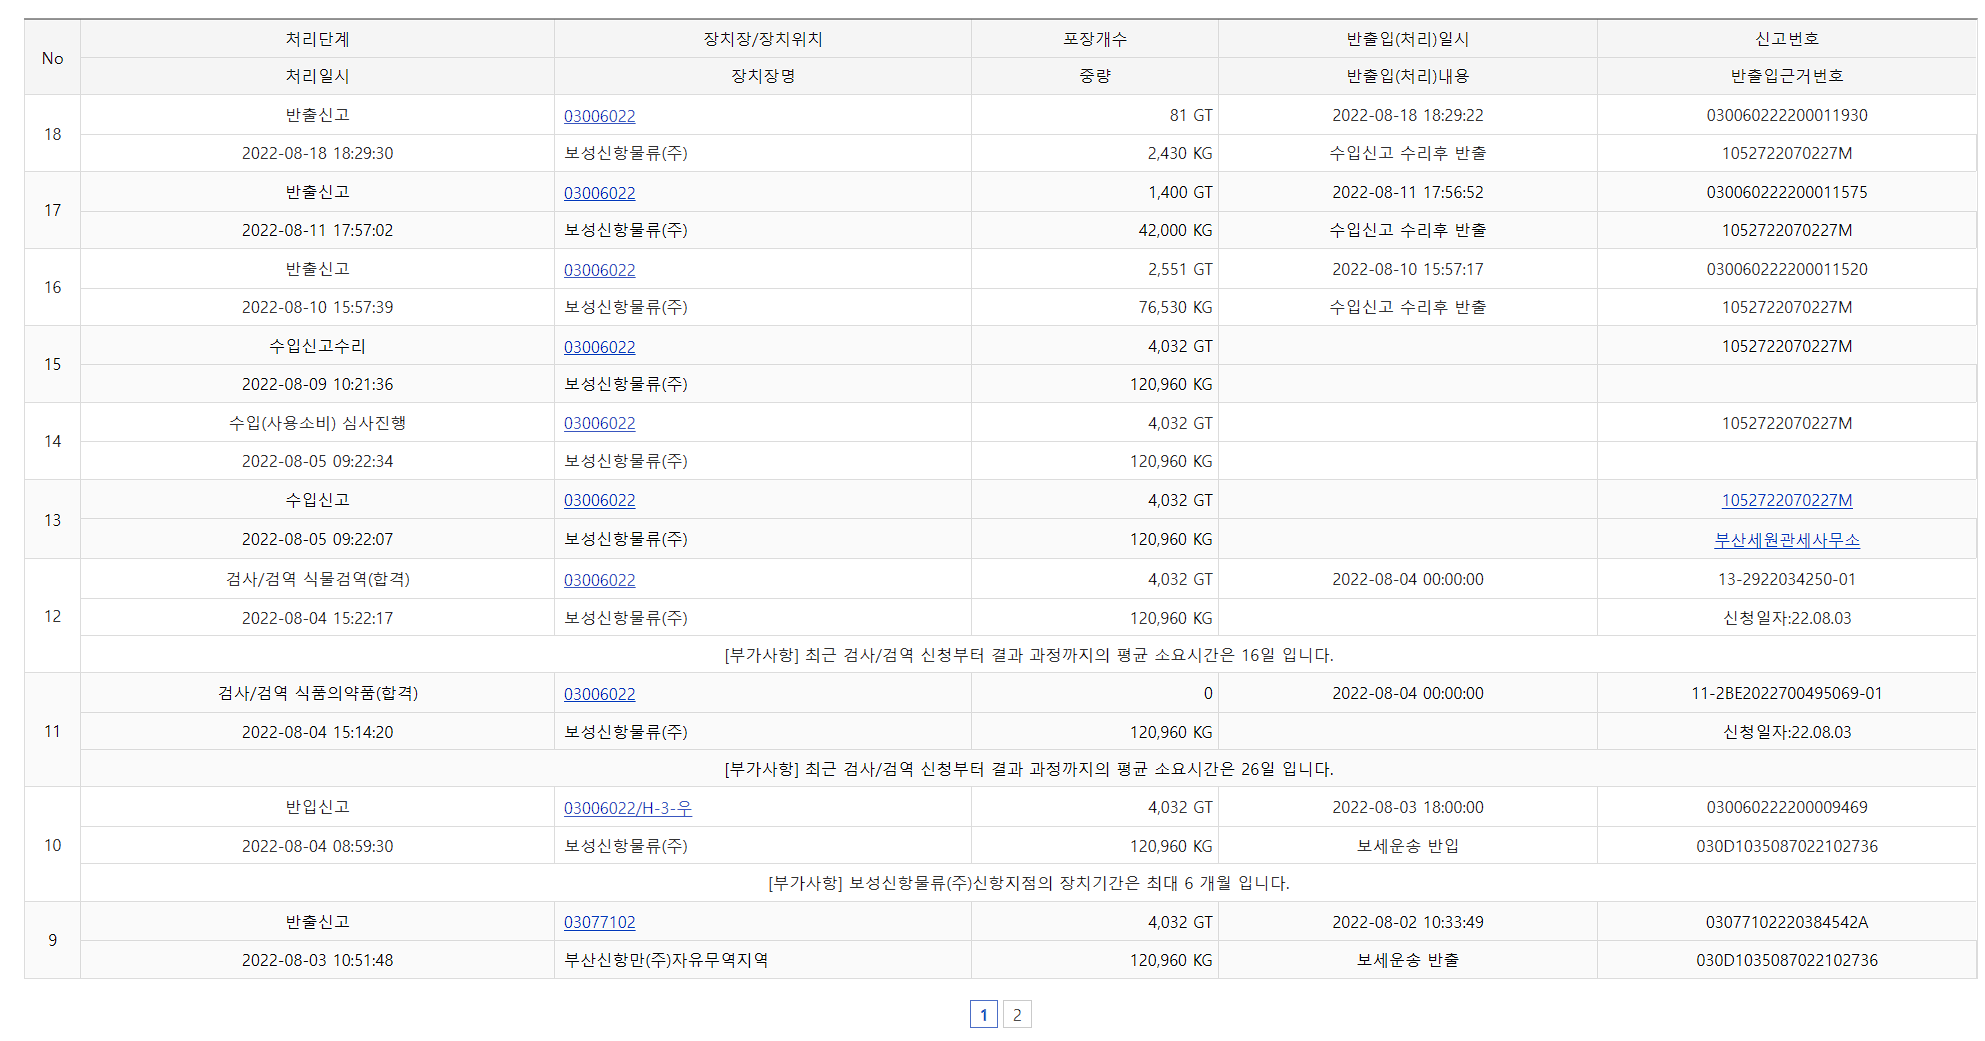 No 처리단계 장치장/장치위치 포장개수 반출입(처리)일시 신고번호
처리일시 장치장명 중량 반출입(처리)내용 반출입근거번호
18 반출신고 03006022 81 GT 2022-08-18 18:29:22 030060222200011930
2022-08-18 18:29:30 보성신항물류(주) 2,430 KG 수입신고 수리후 반출 1052722070227M
17 반출신고 03006022 1,400 GT 2022-08-11 17:56:52 030060222200011575
2022-08-11 17:57:02 보성신항물류(주) 42,000 KG 수입신고 수리후 반출 1052722070227M
16 반출신고 03006022 2,551 GT 2022-08-10 15:57:17 030060222200011520
2022-08-10 15:57:39 보성신항물류(주) 76,530 KG 수입신고 수리후 반출 1052722070227M
15 수입신고수리 03006022 4,032 GT 1052722070227M
2022-08-09 10:21:36 보성신항물류(주) 120,960 KG
14 수입(사용소비) 심사진행 03006022 4,032 GT 1052722070227M
2022-08-05 09:22:34 보성신항물류(주) 120,960 KG
13 수입신고 03006022 4,032 GT 1052722070227M
2022-08-05 09:22:07 보성신항물류(주) 120,960 KG 부산세원관세사무소
12 검사/검역 식물검역(합격) 03006022 4,032 GT 2022-08-04 00:00:00 13-2922034250-01
2022-08-04 15:22:17 보성신항물류(주) 120,960 KG 신청일자:22.08.03
[부가사항] 최근 검사/검역 신청부터 결과 과정까지의 평균 소요시간은 16일 입니다.
11 검사/검역 식품의약품(합격) 03006022 0 2022-08-04 00:00:00 11-2BE2022700495069-01
2022-08-04 15:14:20 보성신항물류(주) 120,960 KG 신청일자:22.08.03
[부가사항] 최근 검사/검역 신청부터 결과 과정까지의 평균 소요시간은 26일 입니다.
10 반입신고 03006022/H-3-우 4,032 GT 2022-08-03 18:00:00 030060222200009469
2022-08-04 08:59:30 보성신항물류(주) 120,960 KG 보세운송 반입 030D1035087022102736
[부가사항] 보성신항물류(주)신항지점의 장치기간은 최대 6 개월 입니다.
9 반출신고 03077102 4,032 GT 2022-08-02 10:33:49 03077102220384542A
2022-08-03 10:51:48 부산신항만(주)자유무역지역 120,960 KG 보세운송 반출 030D1035087022102736
1 2